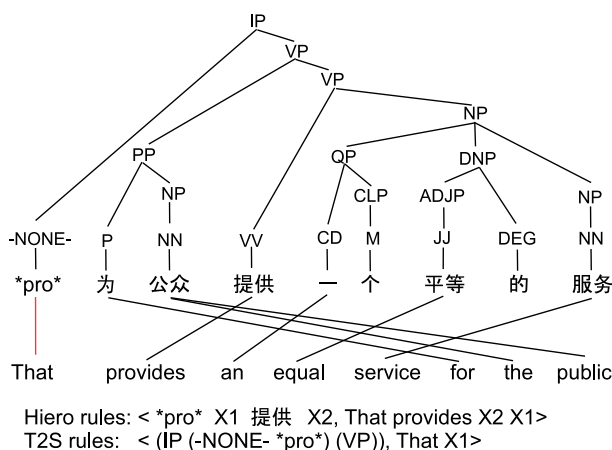 IP
VP
VP
NP
PP QP DNP
NP CLP ADJP NP
-NONE- P NN VV CD M JJ DEG NN
*pro* 为 公众 提供 一 个 平等 的 服务
That provides an equal service for the public
Hiero rules: < *pro* X1 提供 X2, That provides X2 X1>
T2S rules: < (IP (-NONE- *pro*) (VP)), That X1>